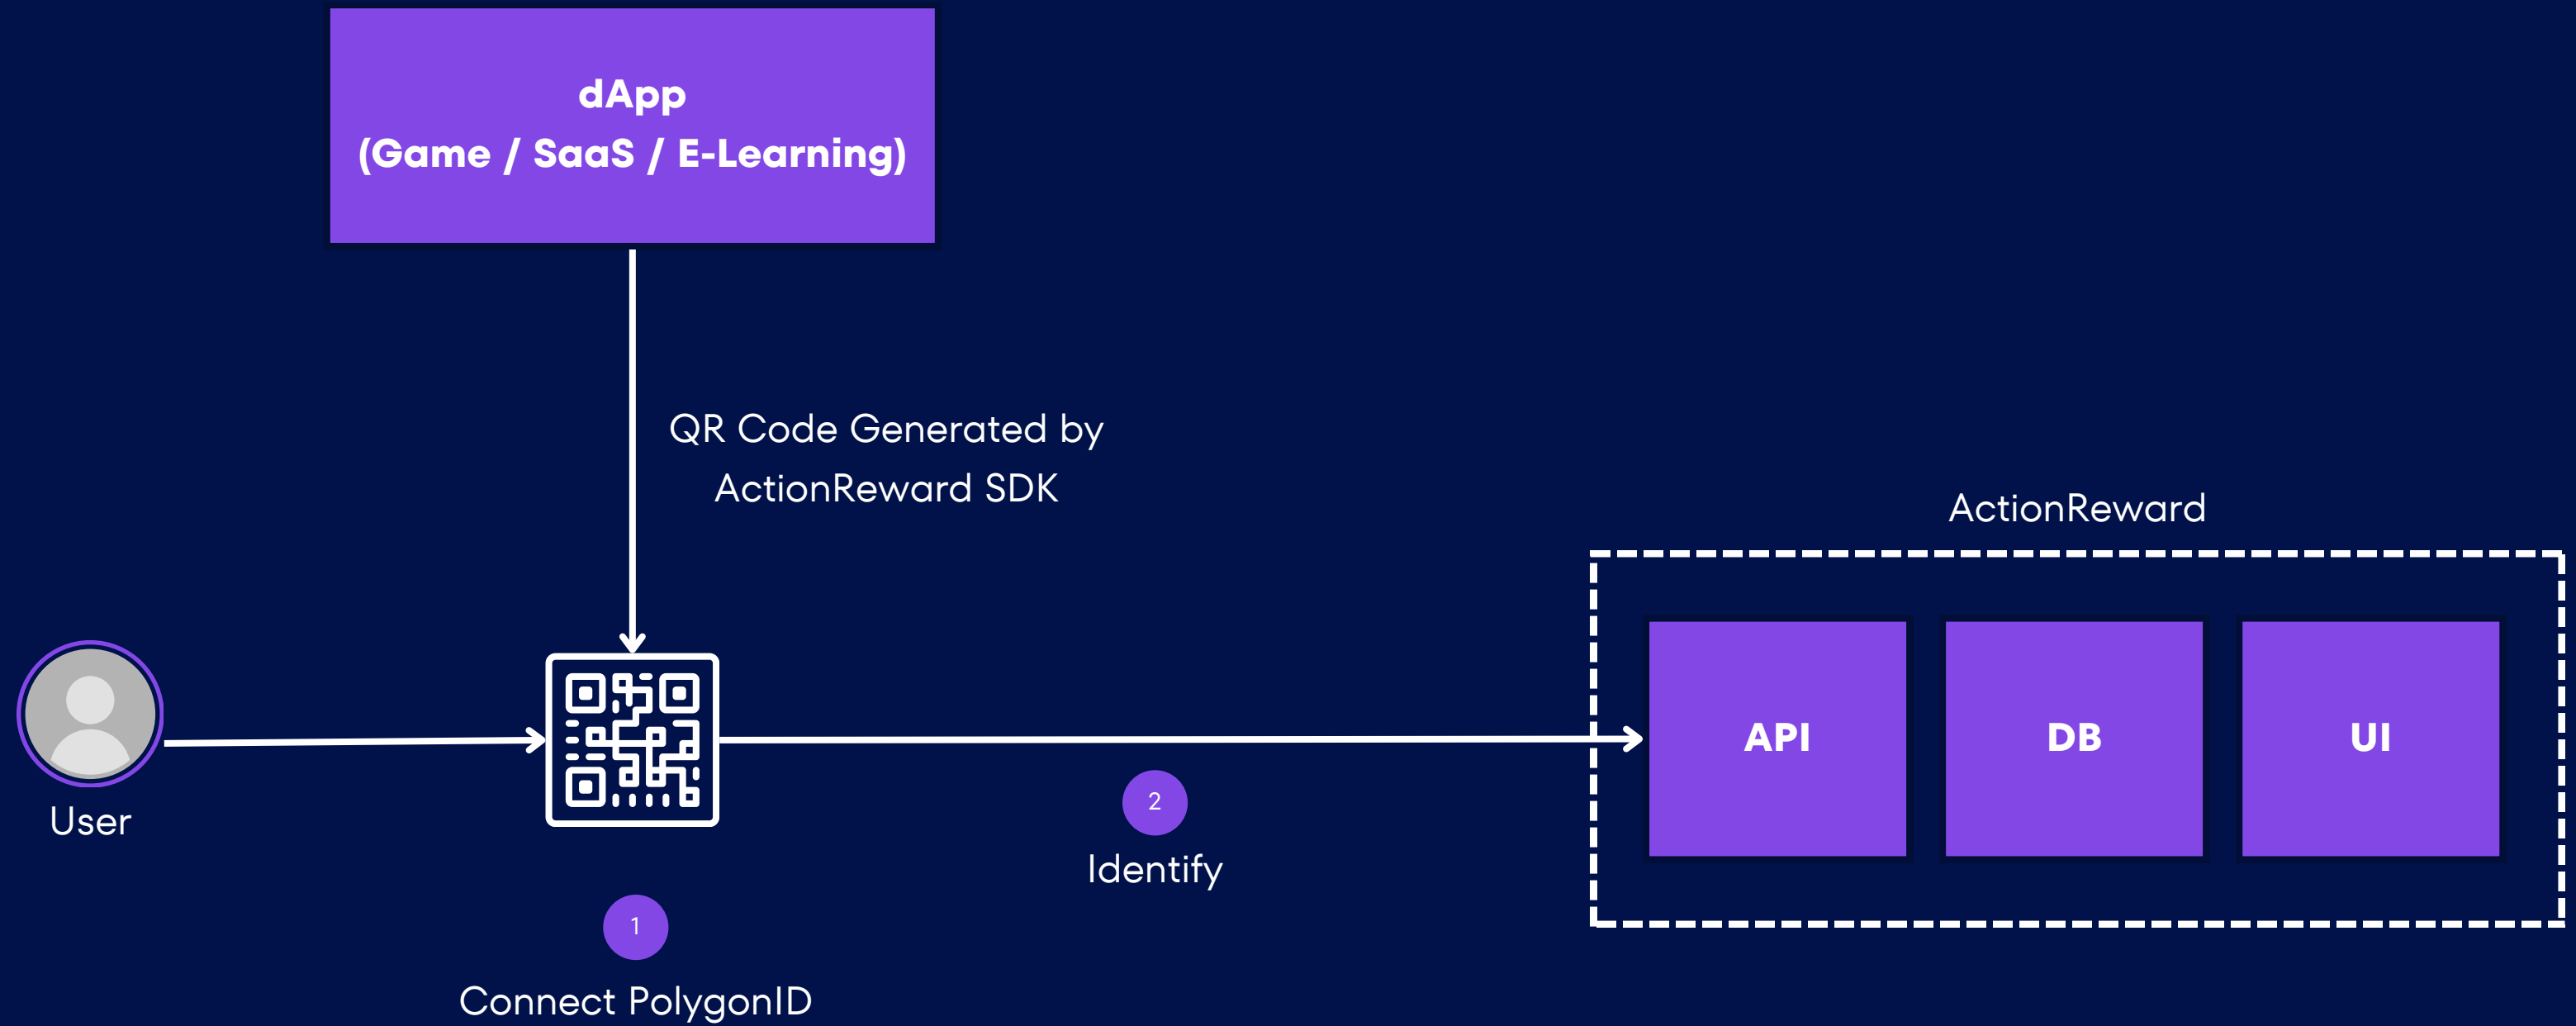 dApp
(Game / SaaS / E-Learning)
QR Code Generated by
ActionReward SDK
ActionReward
API
DB
UI
User
2
Identify
1
Connect PolygonID